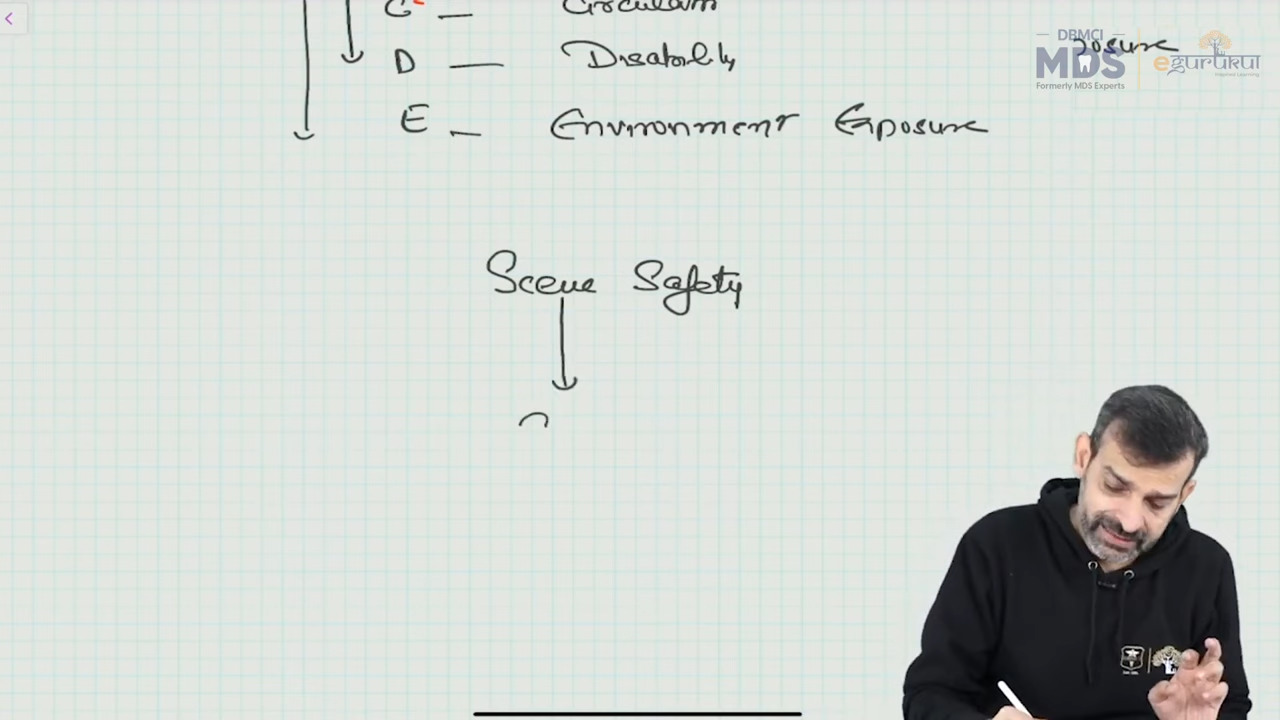 C —
DBMCI
MDS
Formerly MDS Experts
eGurukul
D — Disability
E — Environment Exposure
Scene Safety